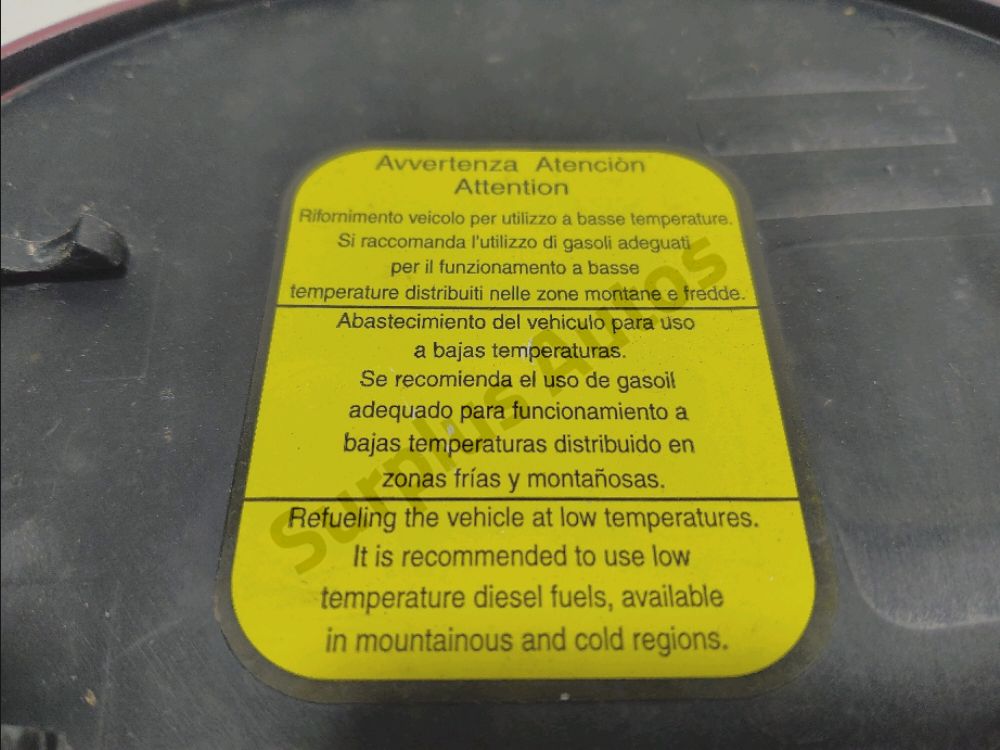 Avvertenza Atenciòn
Attention
Rifornimento veicolo per utilizzo a basse temperature.
Si raccomanda l'utilizzo di gasoli adeguati
per il funzionamento a basse
temperature distribuiti nelle zone montane e fredde.
Abastecimiento del vehiculo para uso
a bajas temperaturas.
Se recomienda el uso de gasoil
adequado para funcionamiento a
bajas temperaturas distribuido en
zonas frías y montañosas.
Refueling the vehicle at low temperatures.
It is recommended to use low
temperature diesel fuels, available
in mountainous and cold regions.
Surplus Autos